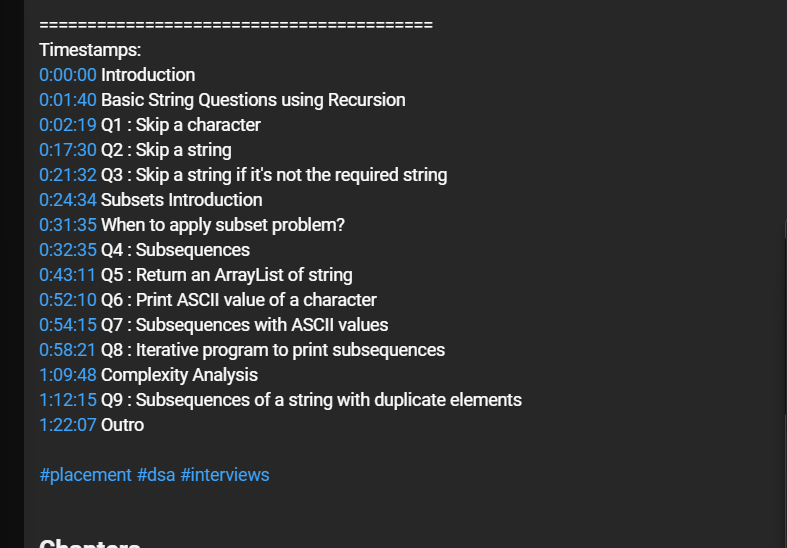 =========================================
Timestamps:
0:00:00 Introduction
0:01:40 Basic String Questions using Recursion
0:02:19 Q1 : Skip a character
0:17:30 Q2 : Skip a string
0:21:32 Q3 : Skip a string if it's not the required string
0:24:34 Subsets Introduction
0:31:35 When to apply subset problem?
0:32:35 Q4 : Subsequences
0:43:11 Q5 : Return an ArrayList of string
0:52:10 Q6 : Print ASCII value of a character
0:54:15 Q7 : Subsequences with ASCII values
0:58:21 Q8 : Iterative program to print subsequences
1:09:48 Complexity Analysis
1:12:15 Q9 : Subsequences of a string with duplicate elements
1:22:07 Outro
#placement #dsa #interviews
Chapters